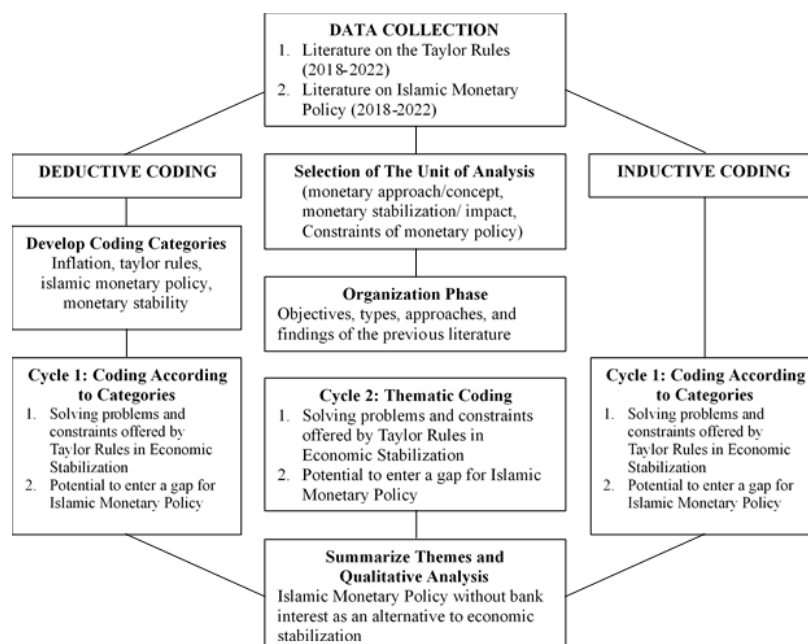 DATA COLLECTION
1. Literature on the Taylor Rules
(2018-2022)
2. Literature on Islamic Monetary
Policy (2018-2022)
DEDUCTIVE CODING
Selection of The Unit of Analysis
(monetary approach/concept,
monetary stabilization/ impact,
Constraints of monetary policy)
INDUCTIVE CODING
Develop Coding Categories
Inflation, taylor rules,
islamic monetary policy,
monetary stability
Organization Phase
Objectives, types, approaches, and
findings of the previous literature
Cycle 1: Coding According
to Categories
1. Solving problems and
constraints offered by
Taylor Rules in Economic
Stabilization
2. Potential to enter a gap for
Islamic Monetary Policy
Cycle 2: Thematic Coding
1. Solving problems and constraints
offered by Taylor Rules in
Economic Stabilization
2. Potential to enter a gap for Islamic
Monetary Policy
Cycle 1: Coding According
to Categories
1. Solving problems and
constraints offered by
Taylor Rules in Economic
Stabilization
2. Potential to enter a gap for
Islamic Monetary Policy
Summarize Themes and
Qualitative Analysis
Islamic Monetary Policy without bank
interest as an alternative to economic
stabilization